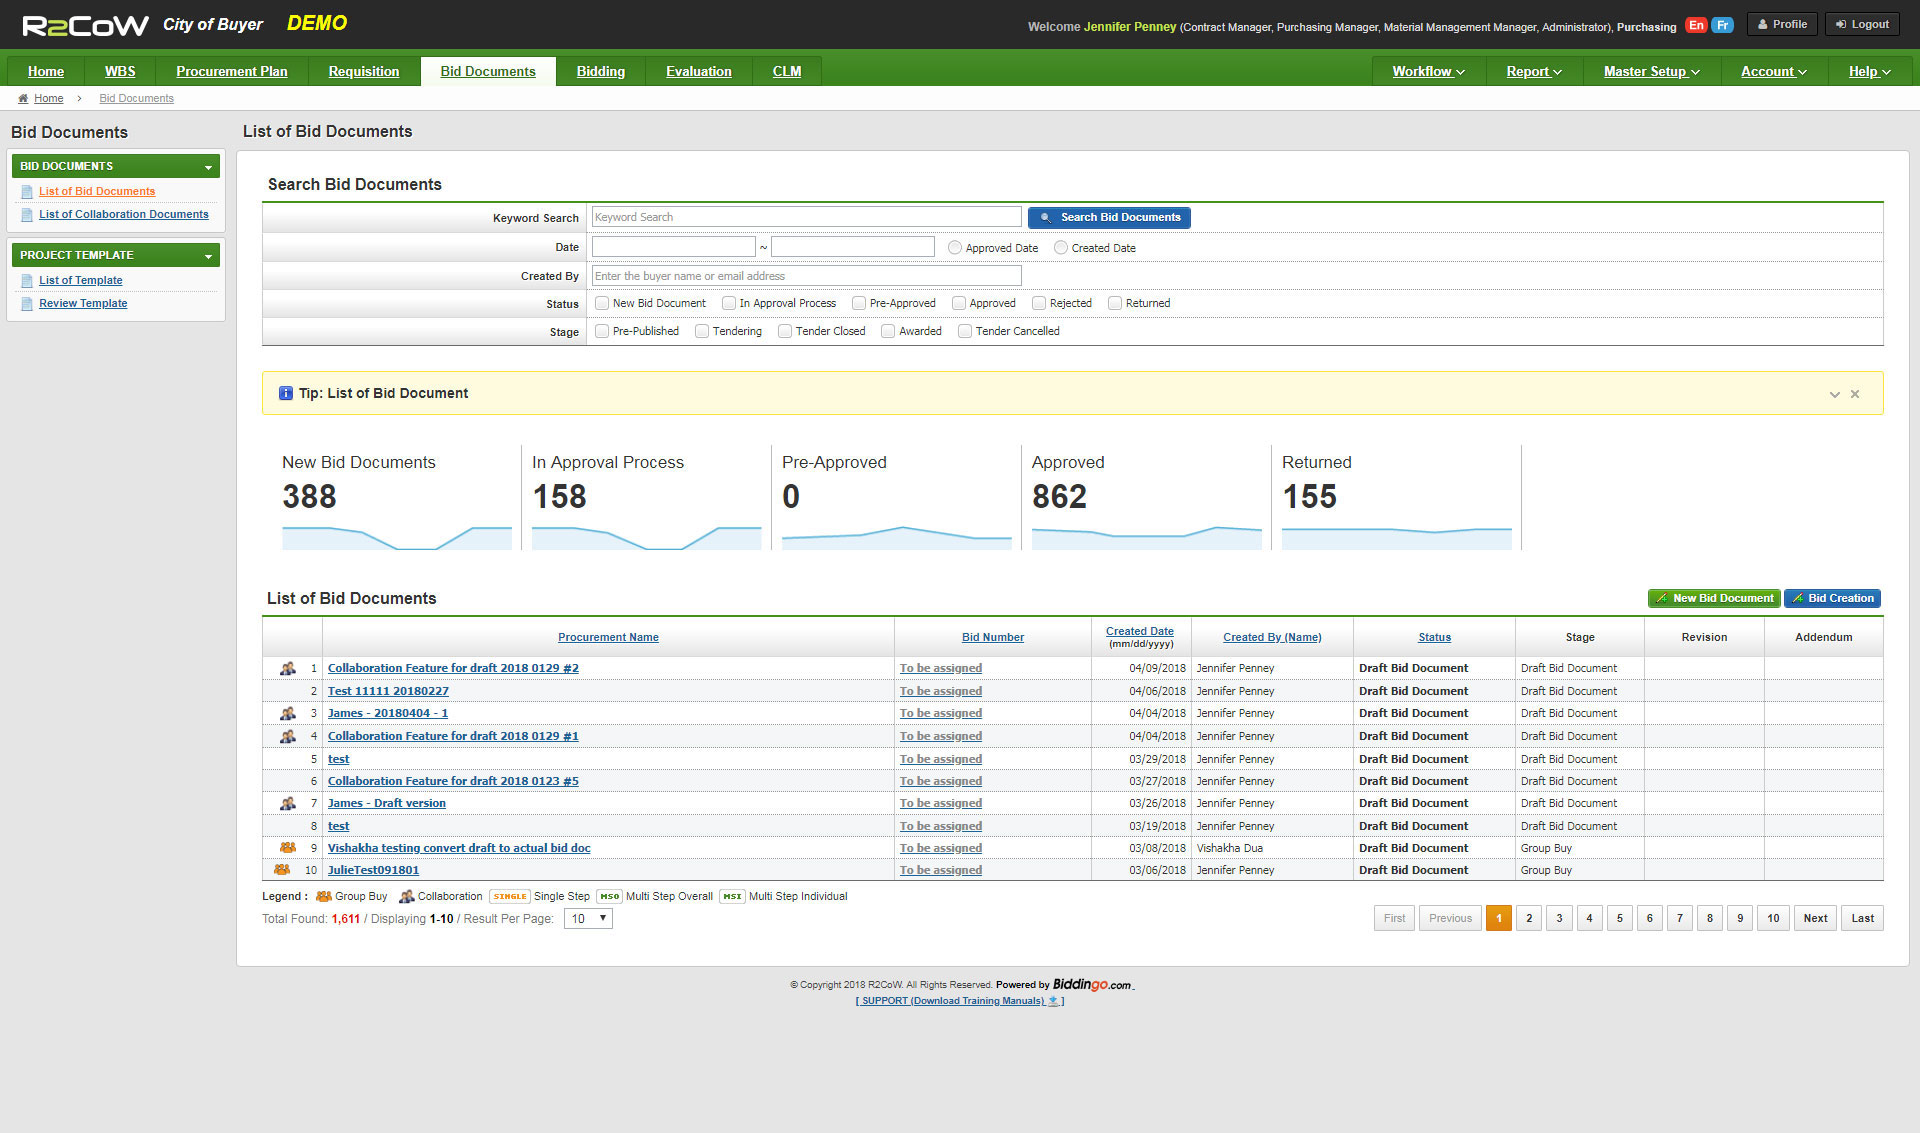 R2CoW City of Buyer DEMO
Welcome Jennifer Penney (Contract Manager, Purchasing Manager, Material Management Manager, Administrator), Purchasing En Fr Profile Logout
Home WBS Procurement Plan Requisition Bid Documents Bidding Evaluation CLM Workflow Report Master Setup Account Help
Home > Bid Documents
Bid Documents
BID DOCUMENTS
List of Bid Documents
List of Collaboration Documents
PROJECT TEMPLATE
List of Template
Review Template
List of Bid Documents
Search Bid Documents
Keyword Search Keyword Search Search Bid Documents
Date ~ Approved Date Created Date
Created By Enter the buyer name or email address
Status New Bid Document In Approval Process Pre-Approved Approved Rejected Returned
Stage Pre-Published Tendering Tender Closed Awarded Tender Cancelled
i Tip: List of Bid Document
New Bid Documents In Approval Process Pre-Approved Approved Returned
388 158 0 862 155
List of Bid Documents New Bid Document Bid Creation
Procurement Name Bid Number Created Date (mm/dd/yyyy) Created By (Name) Status Stage Revision Addendum
1 Collaboration Feature for draft 2018 0129 #2 To be assigned 04/09/2018 Jennifer Penney Draft Bid Document Draft Bid Document
2 Test 11111 20180227 To be assigned 04/06/2018 Jennifer Penney Draft Bid Document Draft Bid Document
3 James - 20180404 - 1 To be assigned 04/04/2018 Jennifer Penney Draft Bid Document Draft Bid Document
4 Collaboration Feature for draft 2018 0129 #1 To be assigned 04/04/2018 Jennifer Penney Draft Bid Document Draft Bid Document
5 test To be assigned 03/29/2018 Jennifer Penney Draft Bid Document Draft Bid Document
6 Collaboration Feature for draft 2018 0123 #5 To be assigned 03/27/2018 Jennifer Penney Draft Bid Document Draft Bid Document
7 James - Draft version To be assigned 03/26/2018 Jennifer Penney Draft Bid Document Draft Bid Document
8 test To be assigned 03/19/2018 Jennifer Penney Draft Bid Document Draft Bid Document
9 Vishakha testing convert draft to actual bid doc To be assigned 03/08/2018 Vishakha Dua Draft Bid Document Group Buy
10 JulieTest091801 To be assigned 03/06/2018 Jennifer Penney Draft Bid Document Group Buy
Legend : Group Buy Collaboration SINGLE Single Step MSO Multi Step Overall MSI Multi Step Individual
Total Found: 1,611 / Displaying 1-10 / Result Per Page: 10
First Previous 1 2 3 4 5 6 7 8 9 10 Next Last
© Copyright 2018 R2CoW. All Rights Reserved. Powered by Biddingo.com
[ SUPPORT (Download Training Manuals) ]